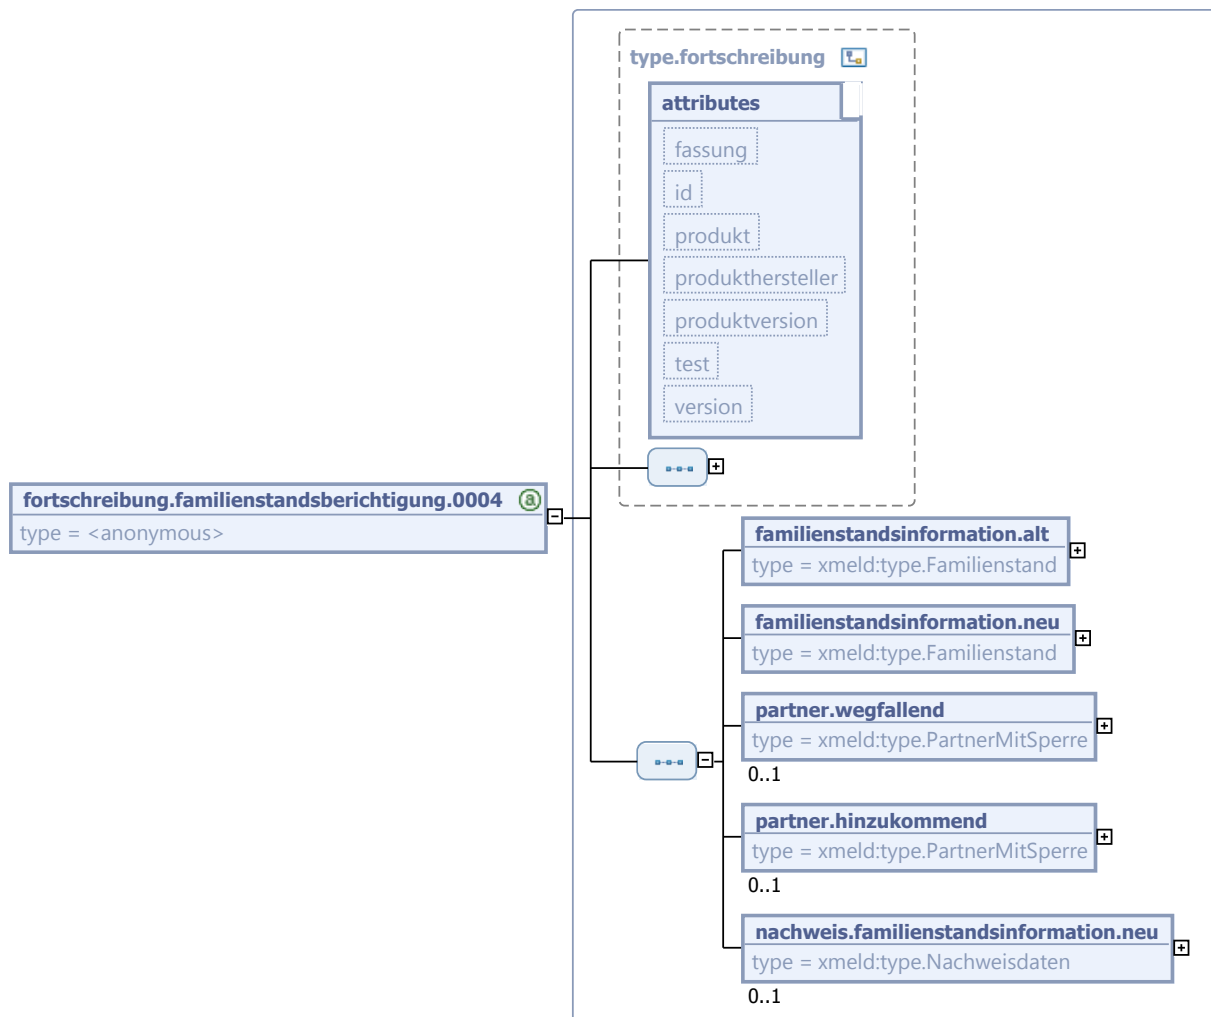 type.fortschreibung
attributes
fassung
id
produkt
produkthersteller
produktversion
test
version
fortschreibung.familienstandsberichtigung.0004 a
type = <anonymous>
familienstandsinformation.alt
type = xmeld:type.Familienstand
familienstandsinformation.neu
type = xmeld:type.Familienstand
partner.wegfallend
type = xmeld:type.PartnerMitSperre
0..1
partner.hinzukommend
type = xmeld:type.PartnerMitSperre
0..1
nachweis.familienstandsinformation.neu
type = xmeld:type.Nachweisdaten
0..1